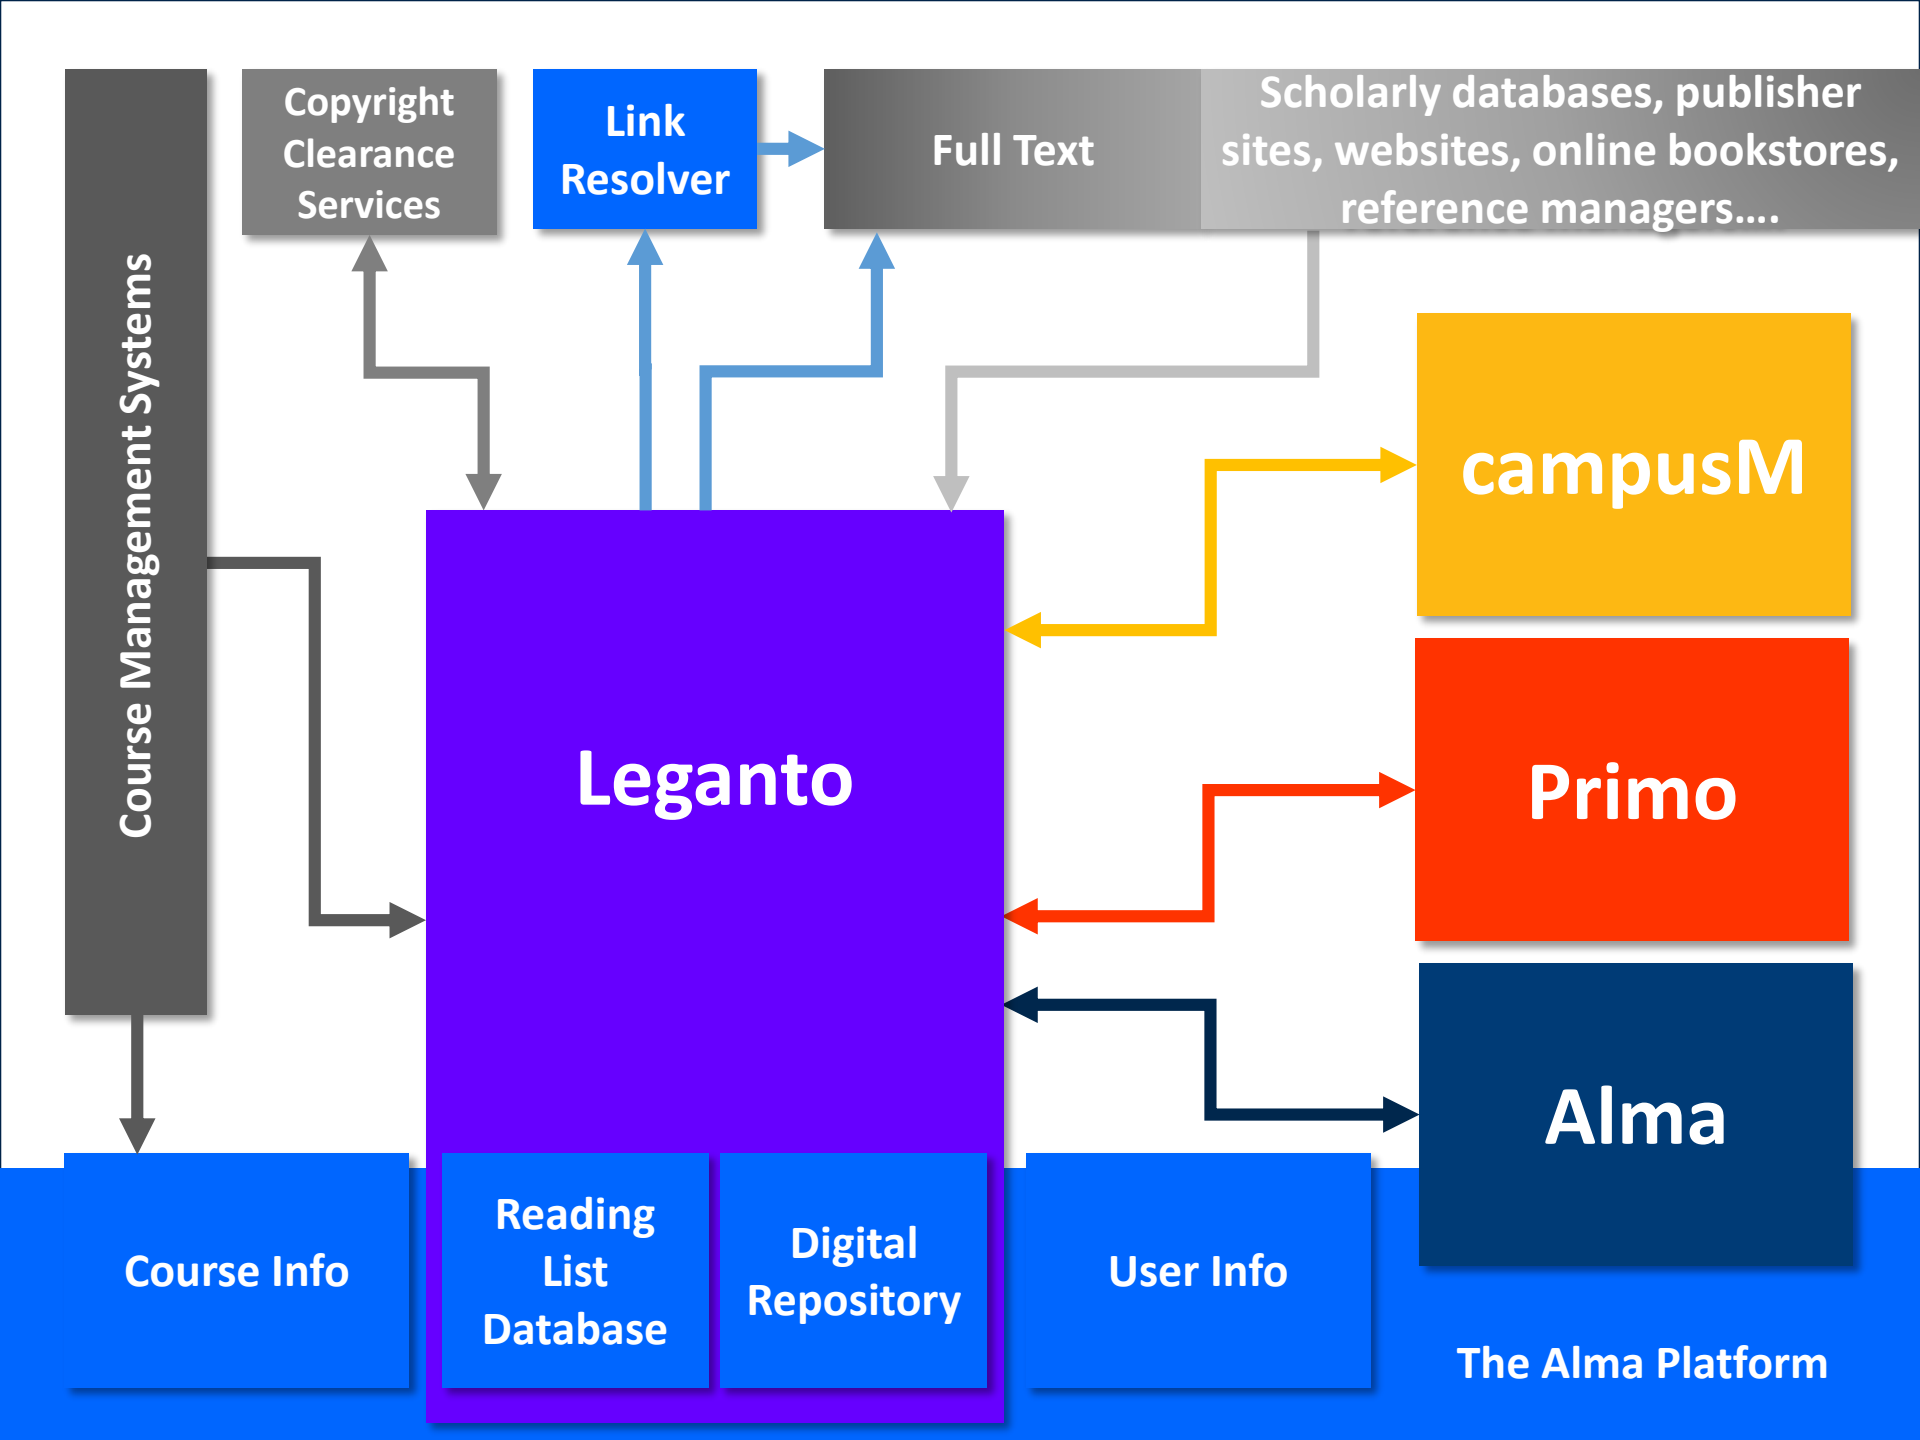 Course Management Systems
Copyright
Clearance
Services
Link
Resolver
Full Text
Scholarly databases, publisher
sites, websites, online bookstores,
reference managers....
campusM
Leganto
Primo
Alma
Course Info
Reading
List
Database
Digital
Repository
User Info
The Alma Platform